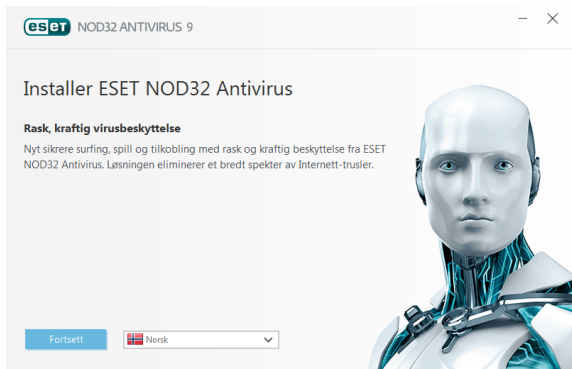 eset NOD32 ANTIVIRUS 9
Installer ESET NOD32 Antivirus
Rask, kraftig virusbeskyttelse
Nyt sikrere surfing, spill og tilkobling med rask og kraftig beskyttelse fra ESET
NOD32 Antivirus. Løsningen eliminerer et bredt spekter av Internett-trusler.
Fortsett
Norsk